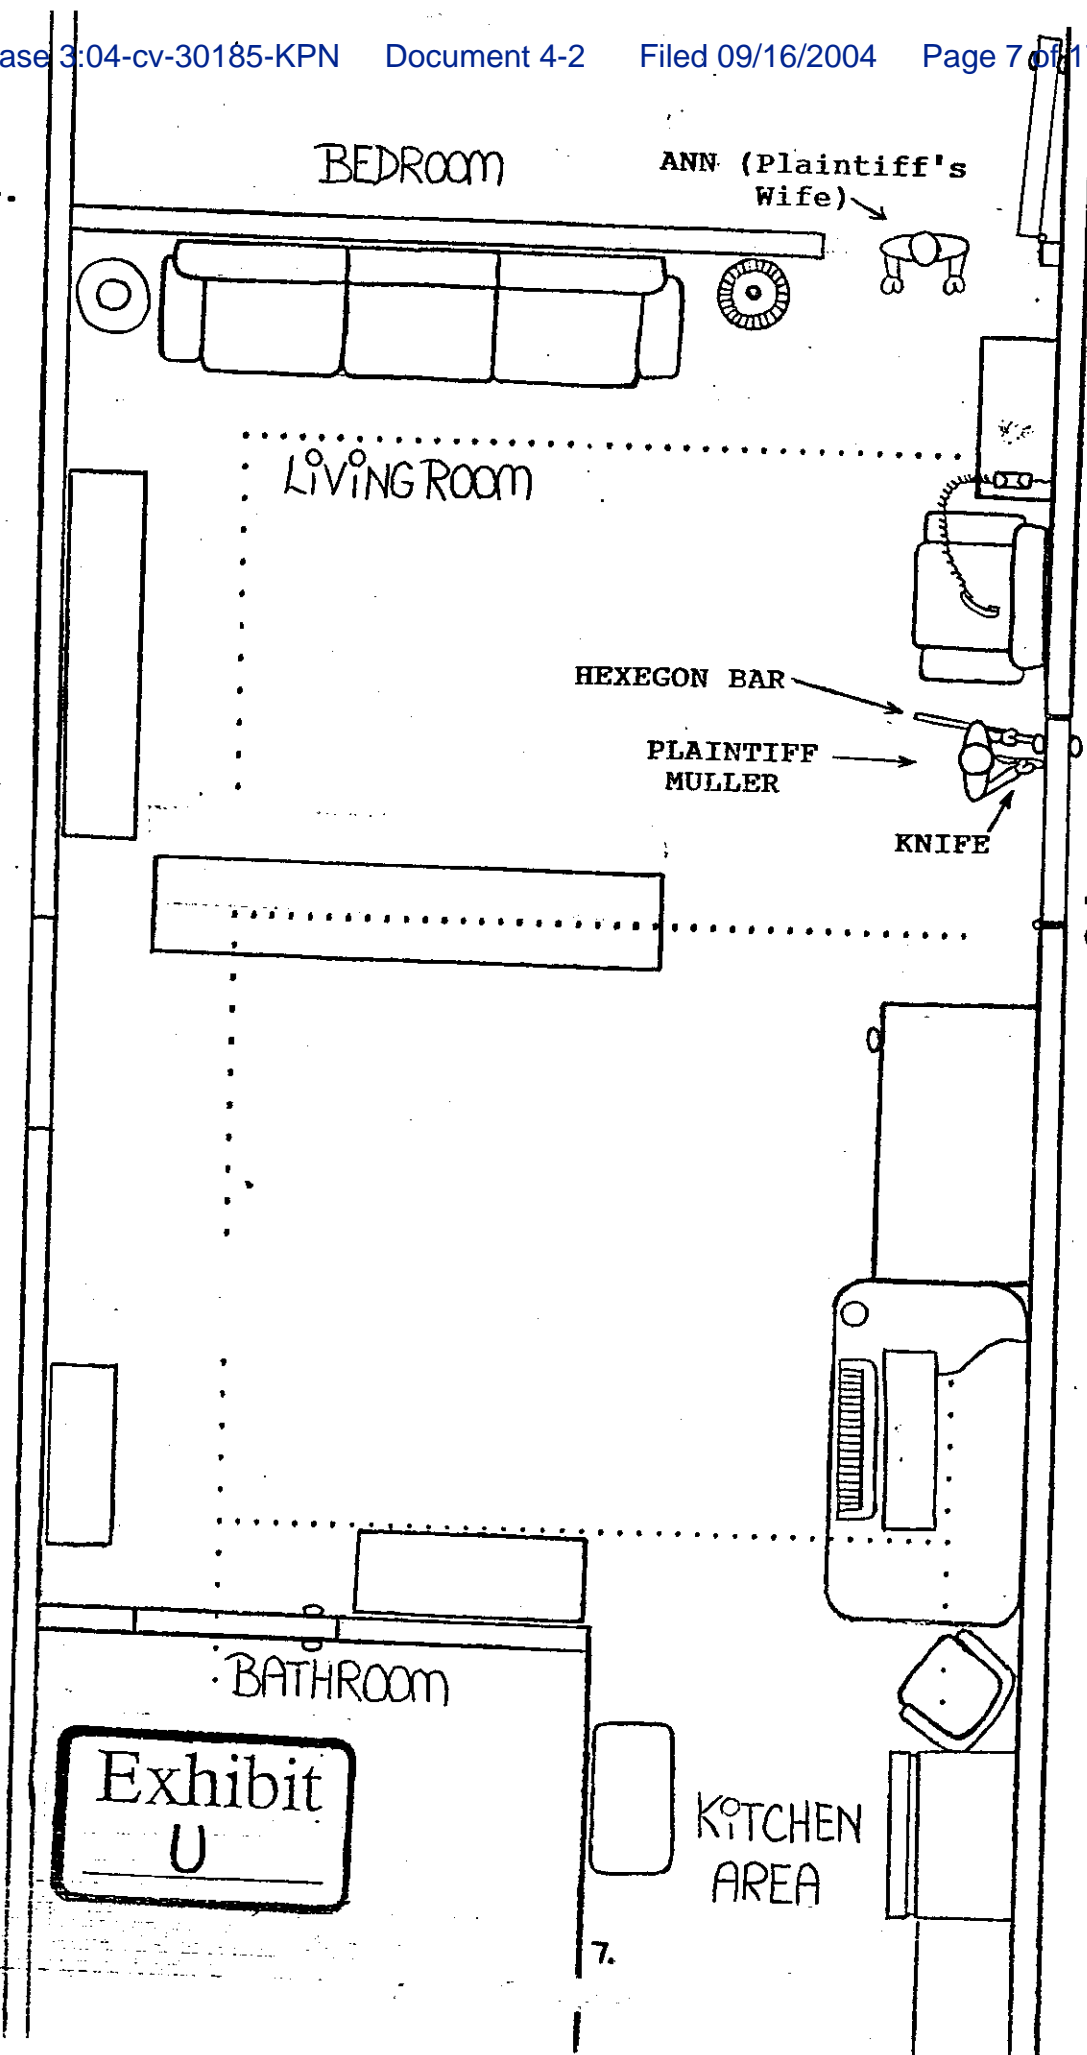 ase 3:04-cv-30185-KPN Document 4-2 Filed 09/16/2004 Page 7 of 1
BEDROOM
ANN (Plaintiff's
Wife)
LiViNG ROOM
HEXEGON BAR
PLAINTIFF
MULLER
KNIFE
BATHROOM
Exhibit
U
KiTCHEN
AREA
7.